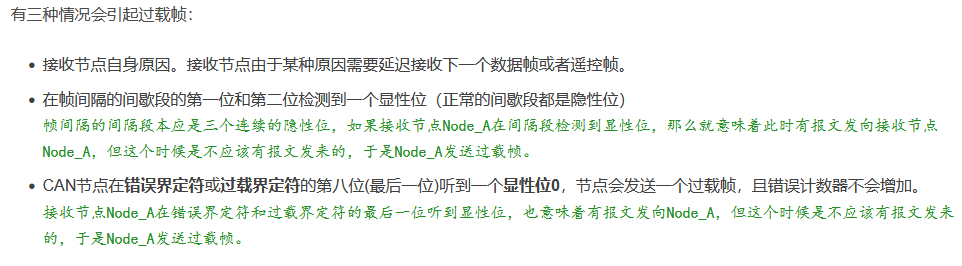 有三种情况会引起过载帧：
接收节点自身原因。接收节点由于某种原因需要延迟接收下一个数据帧或者遥控帧。
在帧间隔的间歇段的第一位和第二位检测到一个显性位（正常的间歇段都是隐性位）
帧间隔的间隔段本应是三个连续的隐性位，如果接收节点Node_A在间隔段检测到显性位，那么就意味着此时有报文发向接收节点
Node_A，但这个时候是不应该有报文发来的，于是Node_A发送过载帧。
CAN节点在错误界定符或过载界定符的第八位(最后一位)听到一个显性位0，节点会发送一个过载帧，且错误计数器不会增加。
接收节点Node_A在错误界定符和过载界定符的最后一位听到显性位，也意味着有报文发向Node_A，但这个时候是不应该有报文发来
的，于是Node_A发送过载帧。